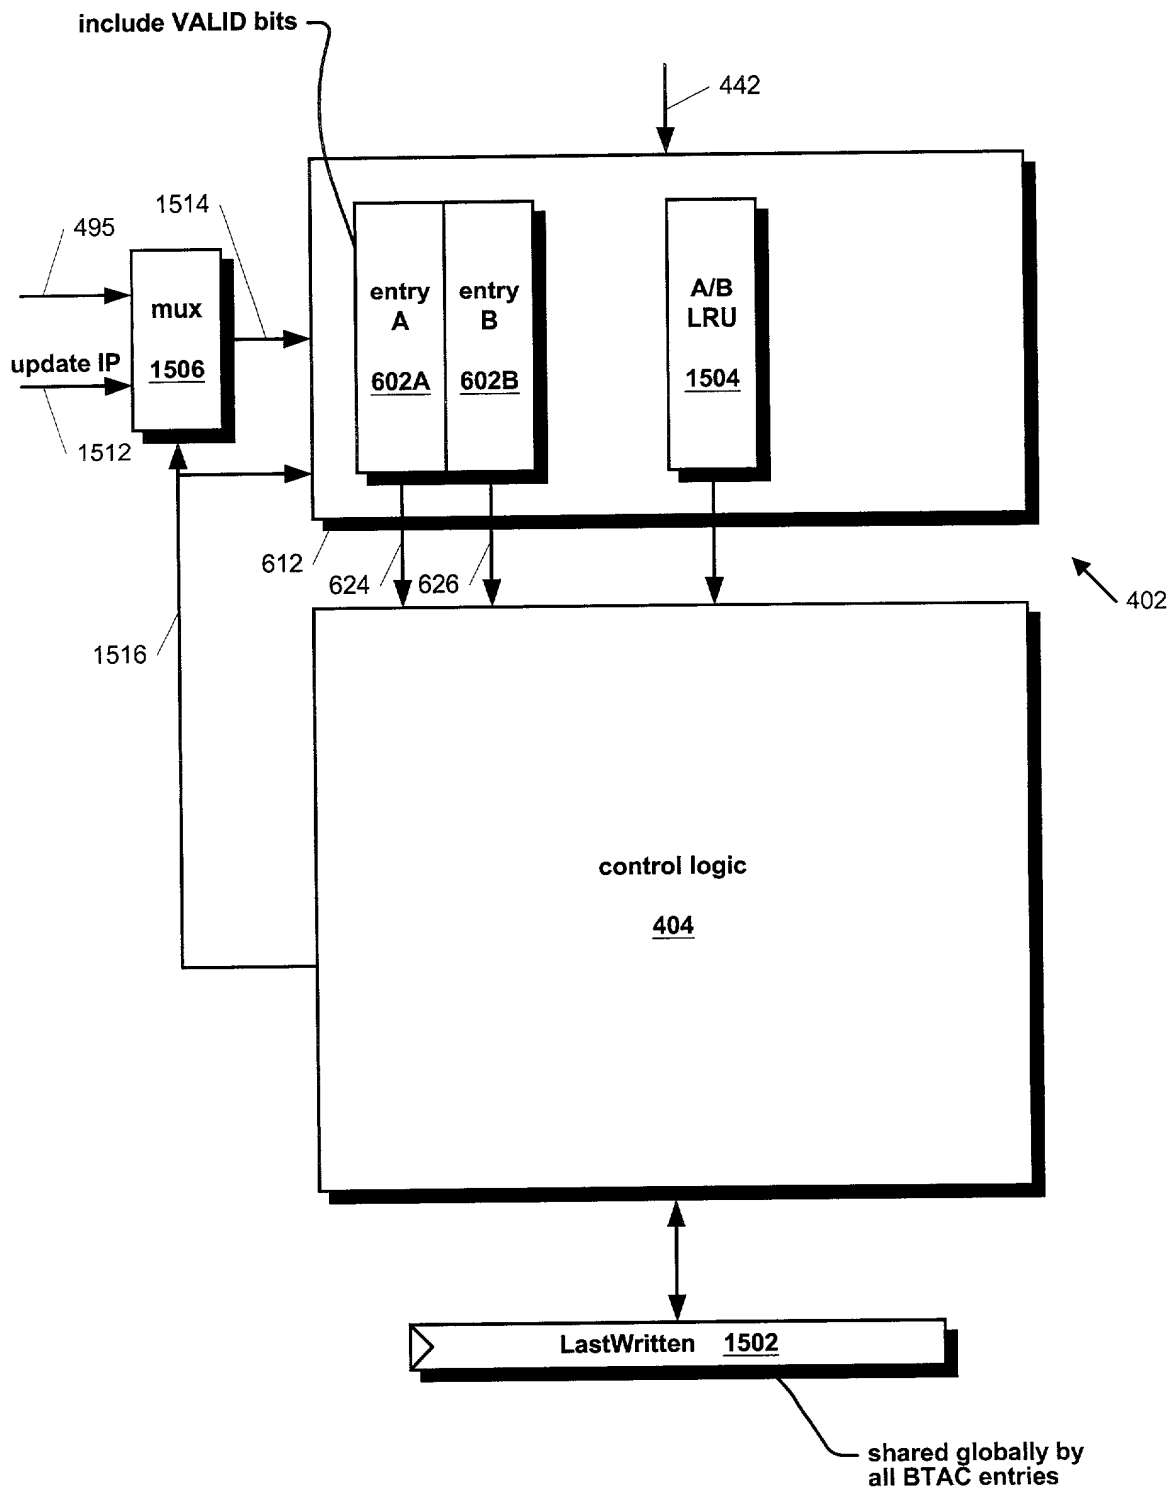 include VALID bits
442
1514
495
mux
1506
update IP
1512
entry
A
602A
entry
B
602B
A/B
LRU
1504
612
624
626
402
1516
control logic
404
LastWritten 1502
shared globally by
all BTAC entries